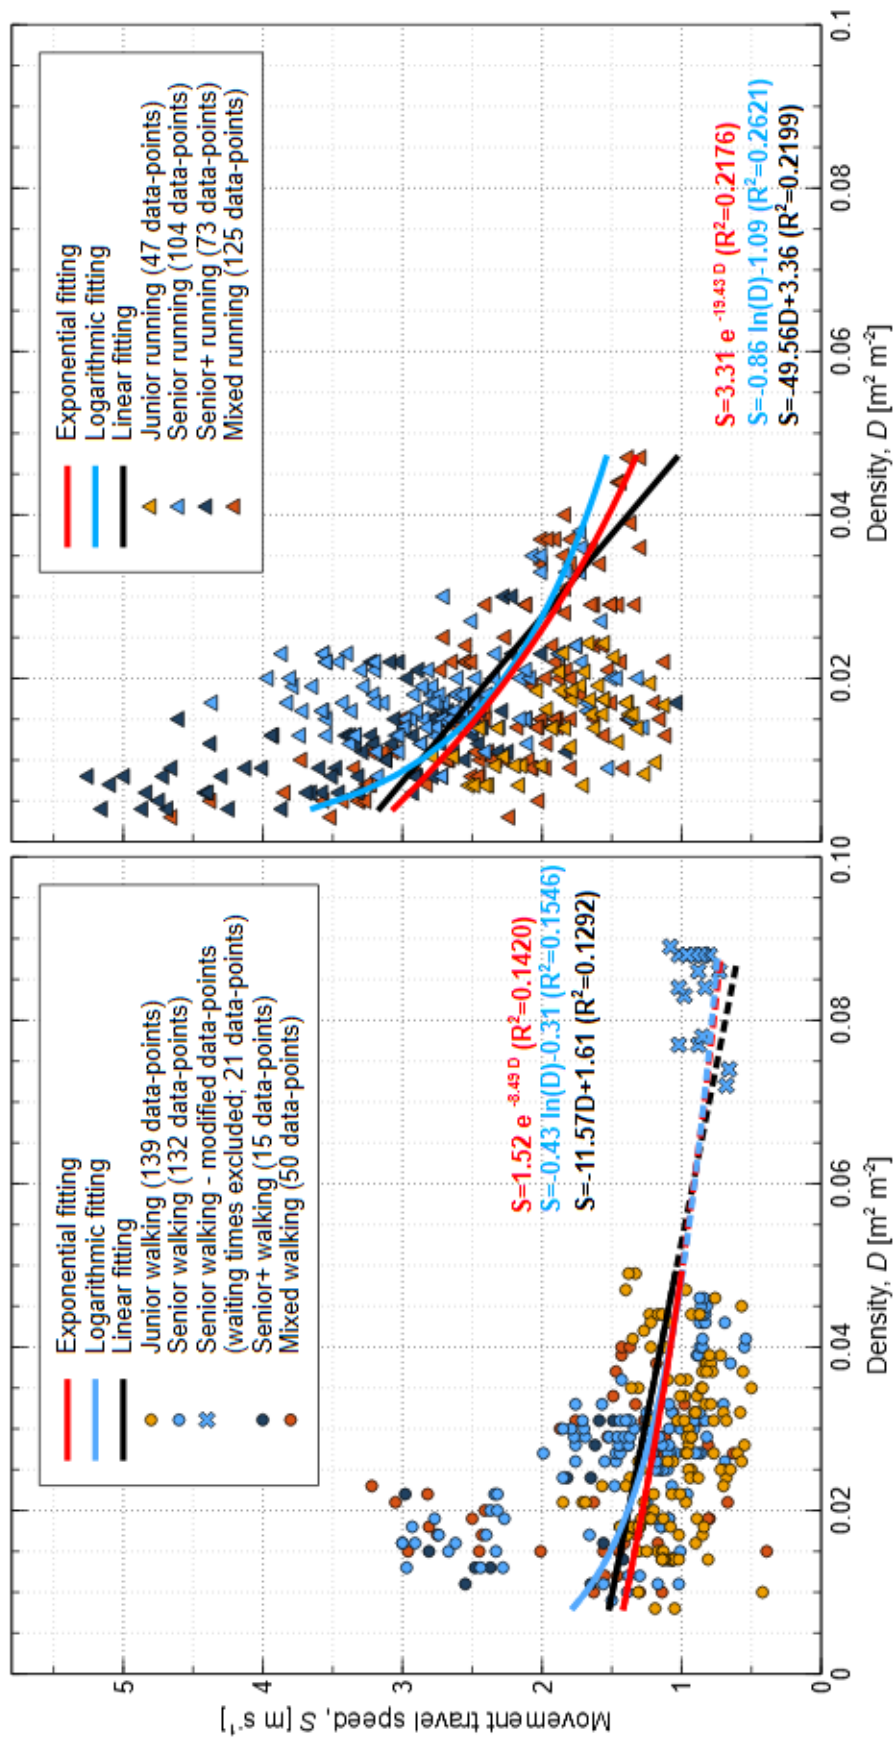 Movement travel speed, S [m s⁻¹]
5
4
3
2
1
0
Exponential fitting
Logarithmic fitting
Linear fitting
Junior walking (139 data-points)
Senior walking (132 data-points)
Senior walking - modified data-points
(waiting times excluded; 21 data-points)
Senior+ walking (15 data-points)
Mixed walking (50 data-points)
S=1.52 e ^-8.49 D (R²=0.1420)
S=-0.43 ln(D)-0.31 (R²=0.1546)
S=-11.57D+1.61 (R²=0.1292)
0 0.02 0.04 0.06 0.08 0.10
Density, D [m² m⁻²]
Exponential fitting
Logarithmic fitting
Linear fitting
Junior running (47 data-points)
Senior running (104 data-points)
Senior+ running (73 data-points)
Mixed running (125 data-points)
S=3.31 e ^-19.43 D (R²=0.2176)
S=-0.86 ln(D)-1.09 (R²=0.2621)
S=-49.56D+3.36 (R²=0.2199)
0 0.02 0.04 0.06 0.08 0.1
Density, D [m² m⁻²]